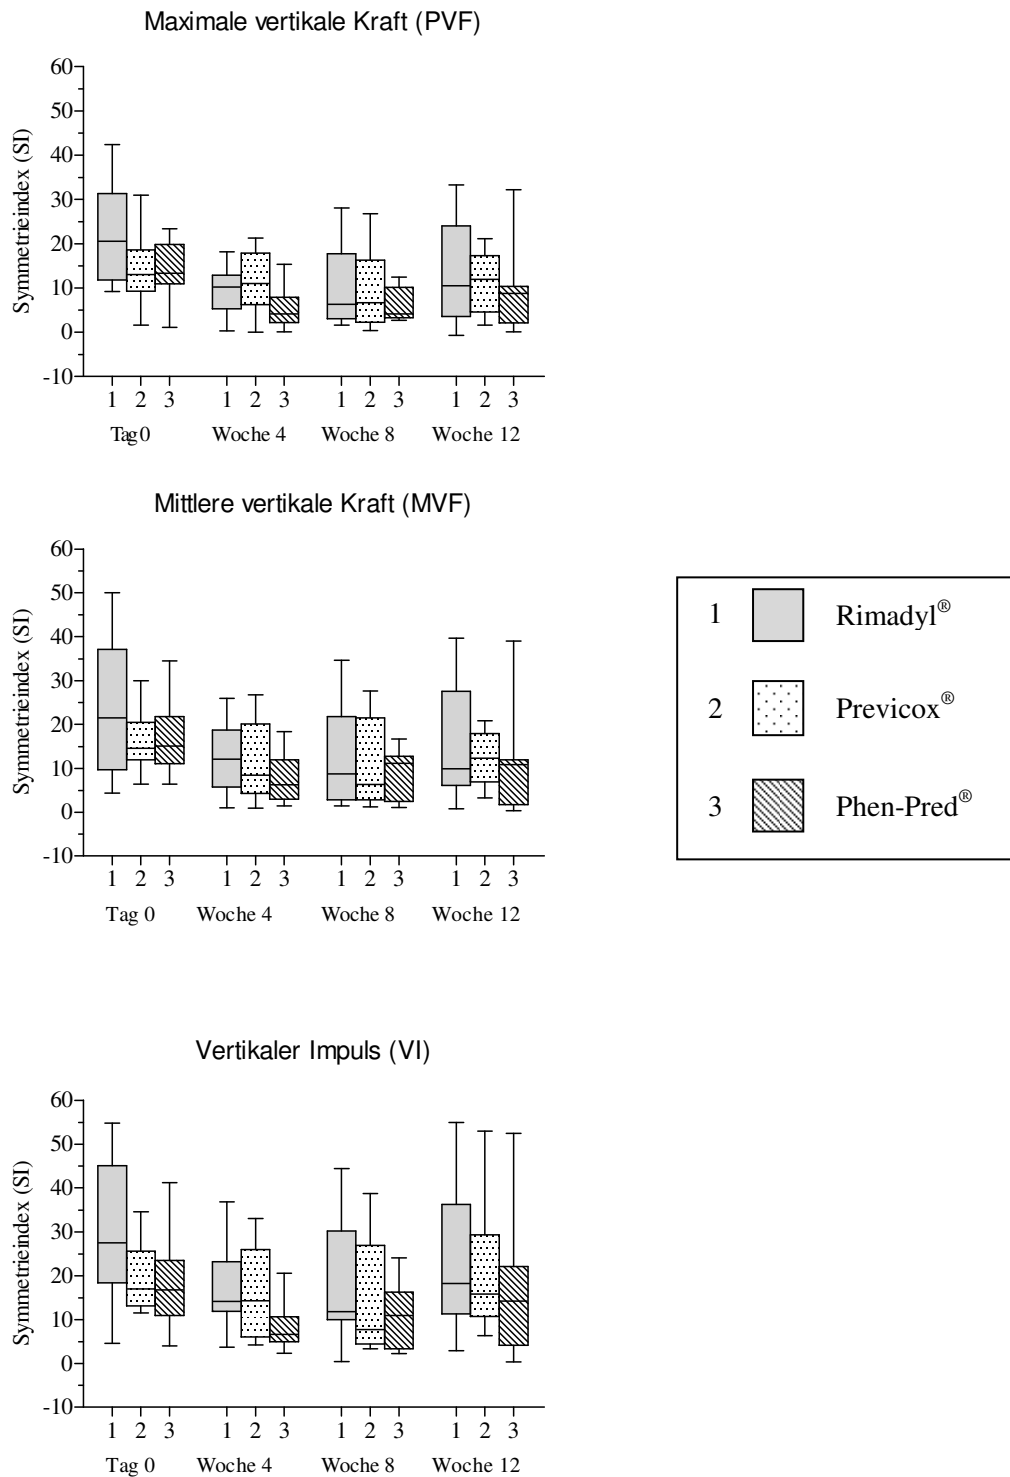 Maximale vertikale Kraft (PVF)
Symmetrieindex (SI)
60
50
40
30
20
10
0
-10
1 2 3 1 2 3 1 2 3 1 2 3
Tag0 Woche 4 Woche 8 Woche 12
Mittlere vertikale Kraft (MVF)
Symmetrieindex (SI)
60
50
40
30
20
10
0
-10
1 2 3 1 2 3 1 2 3 1 2 3
Tag 0 Woche 4 Woche 8 Woche 12
1 Rimadyl®
2 Previcox®
3 Phen-Pred®
Vertikaler Impuls (VI)
Symmetrieindex (SI)
60
50
40
30
20
10
0
-10
1 2 3 1 2 3 1 2 3 1 2 3
Tag 0 Woche 4 Woche 8 Woche 12